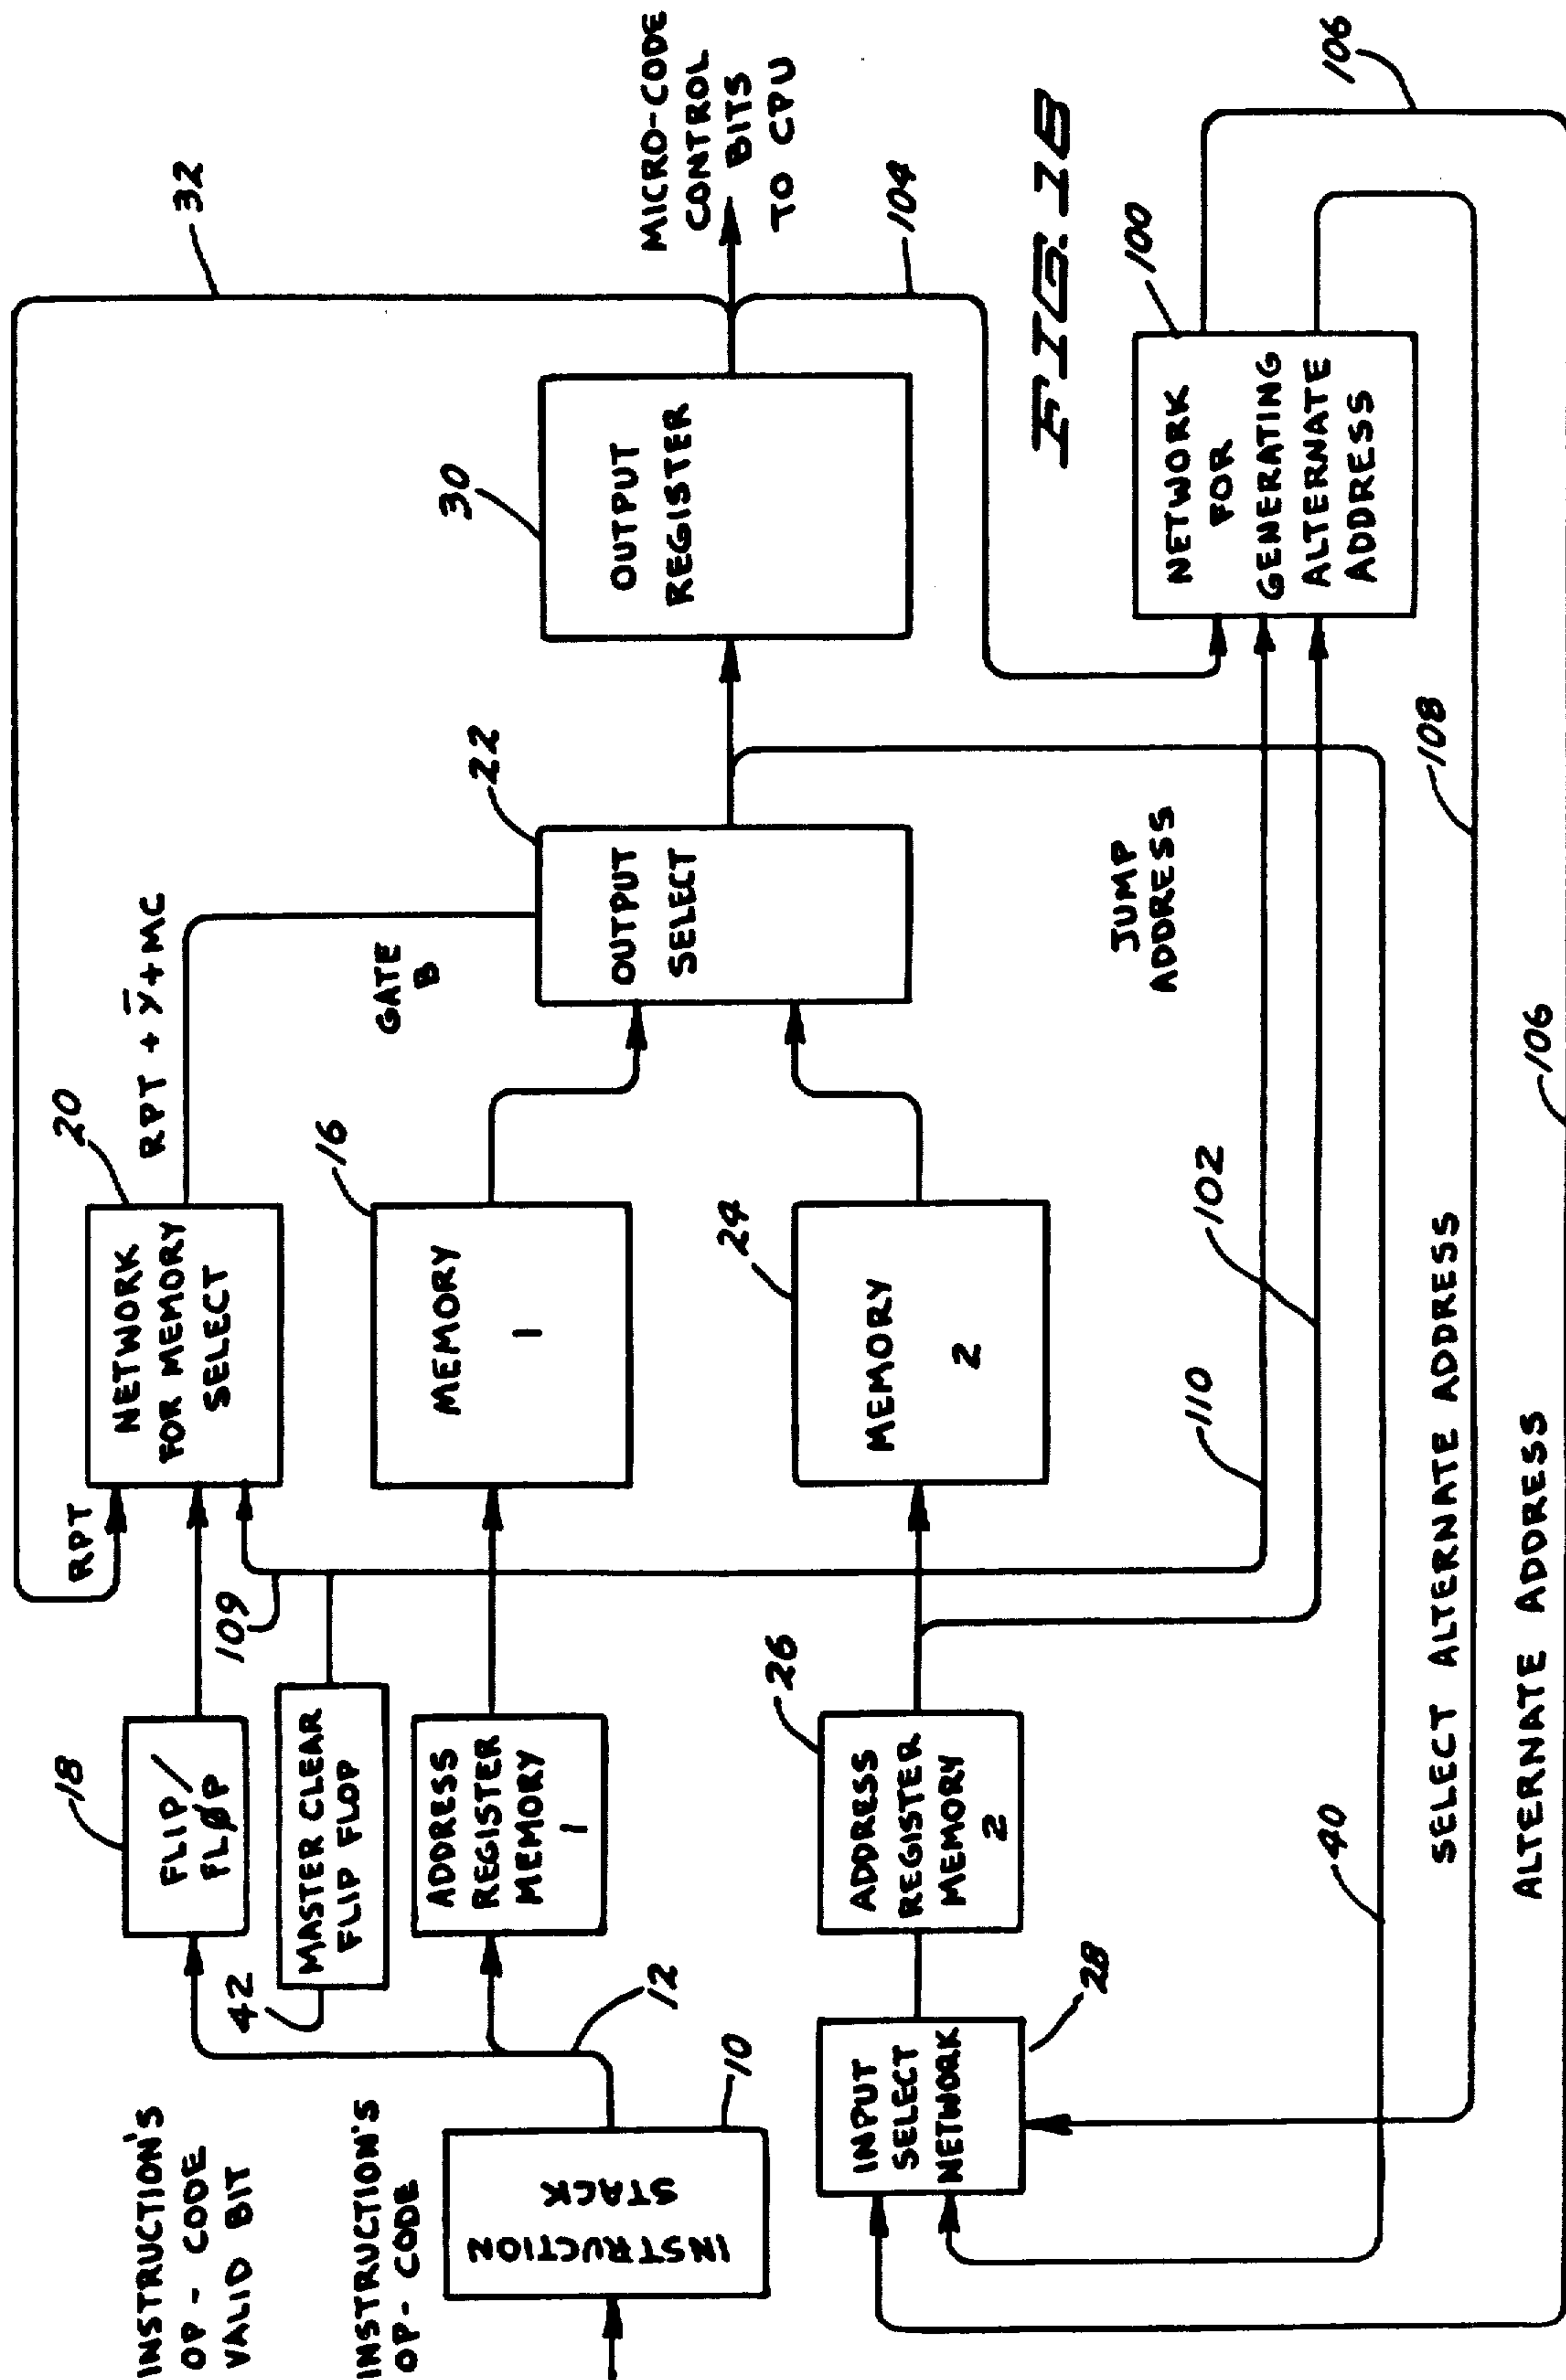 INSTRUCTION'S
OP - CODE
VALID BIT
INSTRUCTION'S
OP - CODE
INSTRUCTION
STACK
10
12
42
18
FLIP/
FLØP
MASTER CLEAR
FLIP FLOP
ADDRESS
REGISTER
MEMORY
1
109
RPT
20
NETWORK
FOR MEMORY
SELECT
RPT + Y̅ + MC
32
16
MEMORY
1
GATE
B
24
MEMORY
2
26
ADDRESS
REGISTER
MEMORY
2
28
INPUT
SELECT
NETWORK
22
OUTPUT
SELECT
30
OUTPUT
REGISTER
MICRO-CODE
CONTROL
BITS
TO CPU
104
JUMP
ADDRESS
110
102
40
100
NETWORK
FOR
GENERATING
ALTERNATE
ADDRESS
106
108
SELECT ALTERNATE ADDRESS
ALTERNATE ADDRESS
106